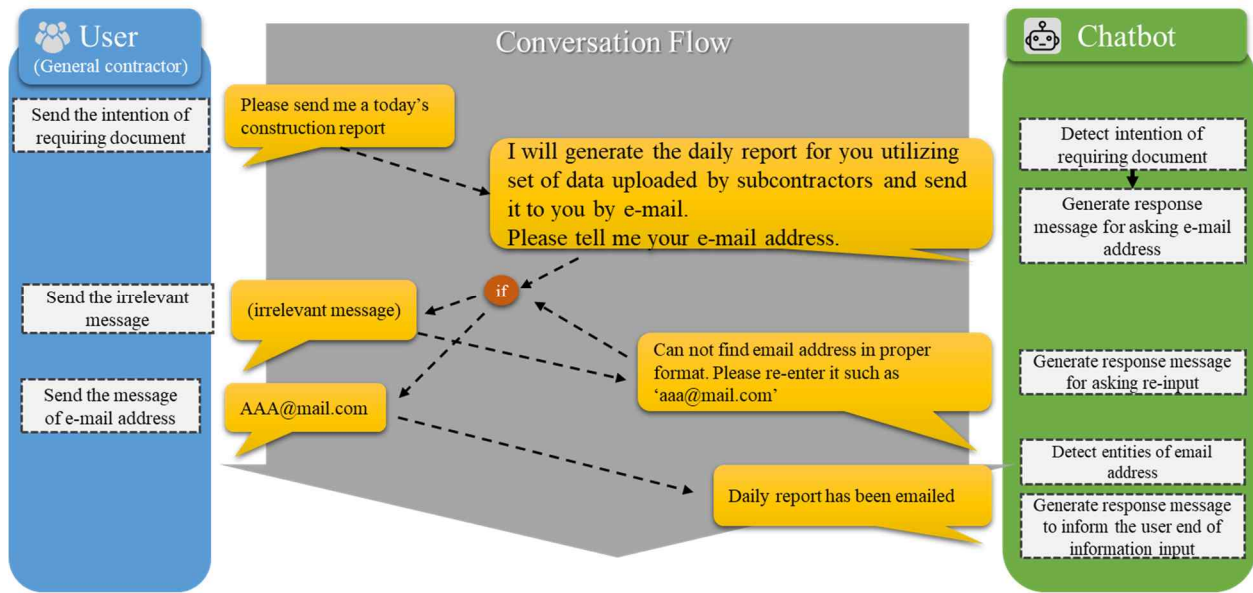 User
(General contractor)
Conversation Flow
Chatbot
Send the intention of
requiring document
Please send me a today's
construction report
I will generate the daily report for you utilizing
set of data uploaded by subcontractors and send
it to you by e-mail.
Please tell me your e-mail address.
Detect intention of
requiring document
Generate response
message for asking e-mail
address
if
Send the irrelevant
message
(irrelevant message)
Can not find email address in proper
format. Please re-enter it such as
'aaa@mail.com'
Generate response message
for asking re-input
Send the message
of e-mail address
AAA@mail.com
Detect entities of email
address
Daily report has been emailed
Generate response message
to inform the user end of
information input